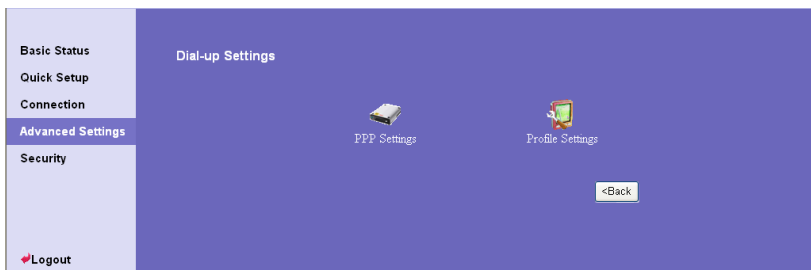 Basic Status
Quick Setup
Connection
Advanced Settings
Security
Logout
Dial-up Settings
PPP Settings
Profile Settings
<Back